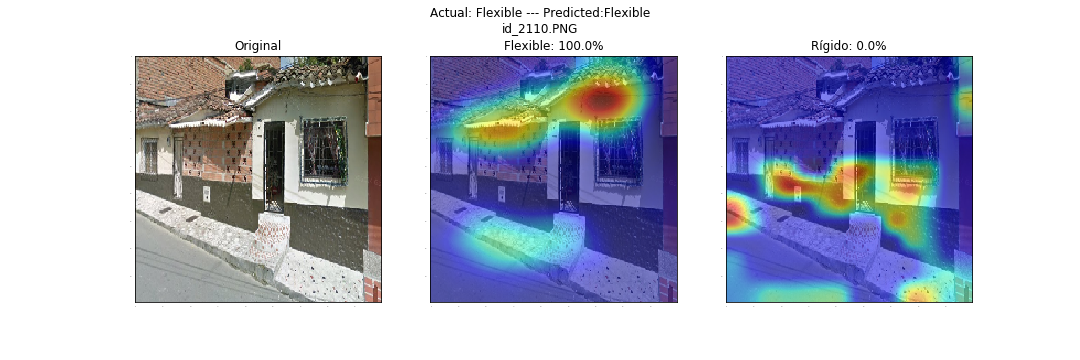 Actual: Flexible --- Predicted:Flexible
id_2110.PNG
Original
Flexible: 100.0%
Rígido: 0.0%